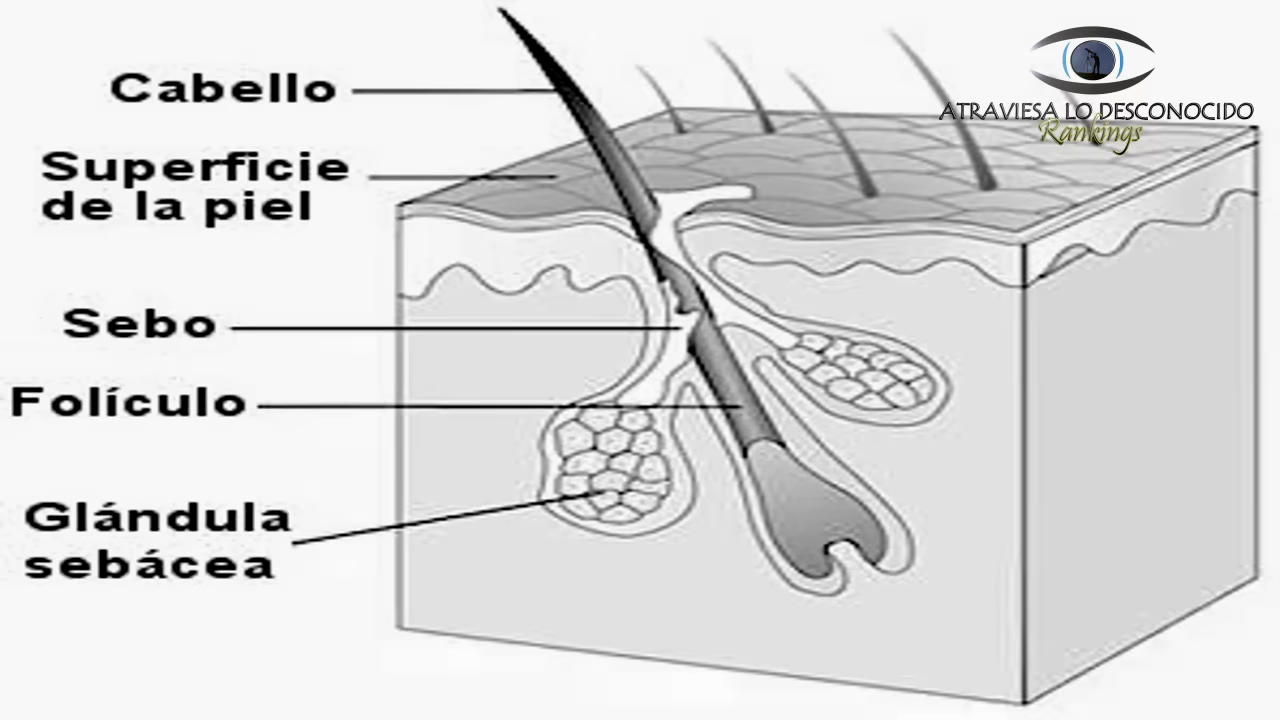 Cabello
Superficie
de la piel
Sebo
Folículo
Glándula
sebácea
ATRAVIESA LO DESCONOCIDO
Rankings